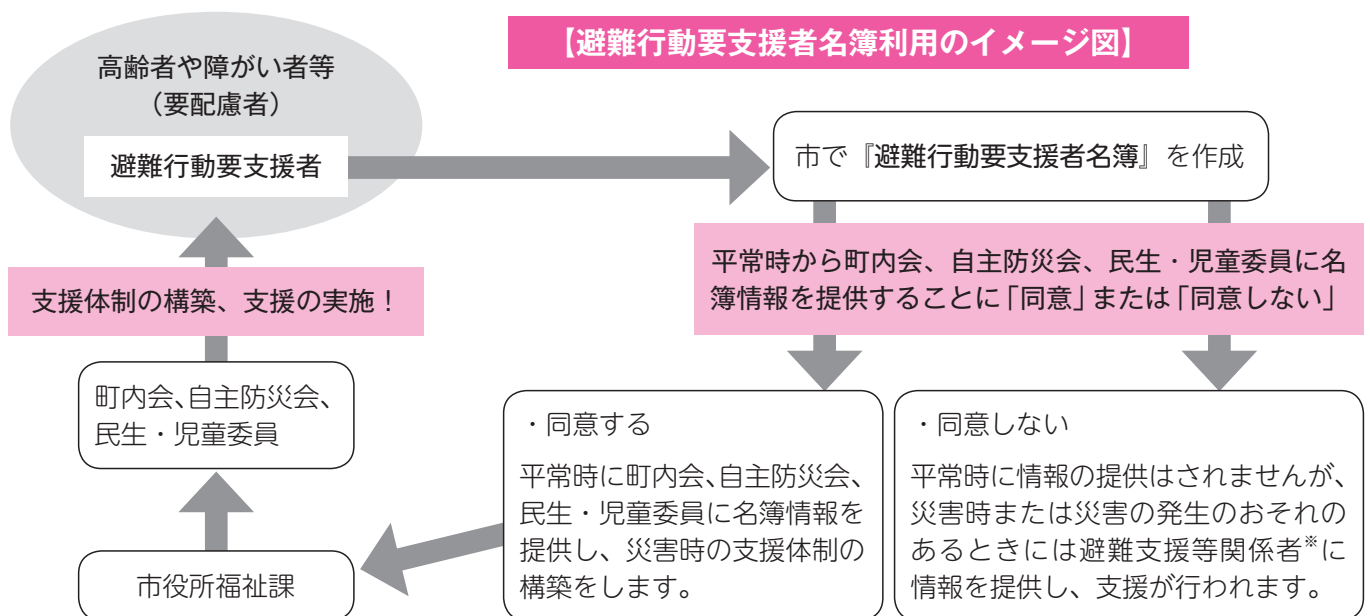 【避難行動要支援者名簿利用のイメージ図】
高齢者や障がい者等
（要配慮者）
避難行動要支援者
市で『避難行動要支援者名簿』を作成
平常時から町内会、自主防災会、民生・児童委員に名
簿情報を提供することに「同意」または「同意しない」
・同意する
平常時に町内会、自主防災会、
民生・児童委員に名簿情報を
提供し、災害時の支援体制の
構築をします。
・同意しない
平常時に情報の提供はされませんが、
災害時または災害の発生のおそれの
あるときには避難支援等関係者※に
情報を提供し、支援が行われます。
市役所福祉課
町内会、自主防災会、
民生・児童委員
支援体制の構築、支援の実施！